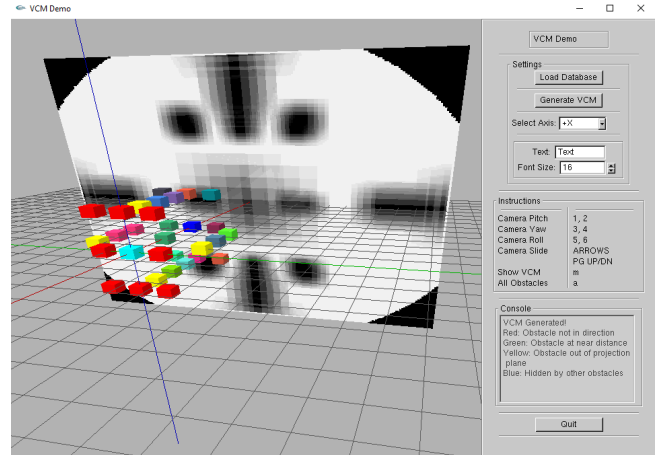 VCM Demo
VCM Demo
Settings
Load Database
Generate VCM
Select Axis: +X
Text: Text
Font Size: 16
Instructions
Camera Pitch 1, 2
Camera Yaw 3, 4
Camera Roll 5, 6
Camera Slide ARROWS
PG UP/DN
Show VCM m
All Obstacles a
Console
VCM Generated!
Red: Obstacle not in direction
Green: Obstacle at near distance
Yellow: Obstacle out of projection
plane
Blue: Hidden by other obstacles
Quit